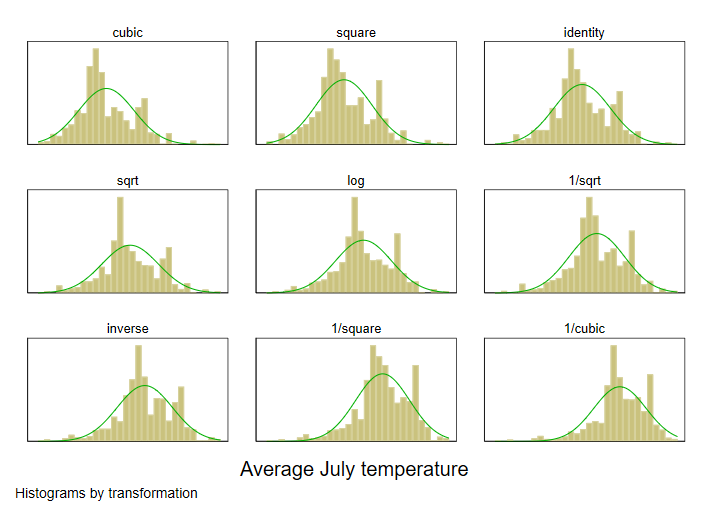 cubic
square
identity
sqrt
log
1/sqrt
inverse
1/square
1/cubic
Average July temperature
Histograms by transformation